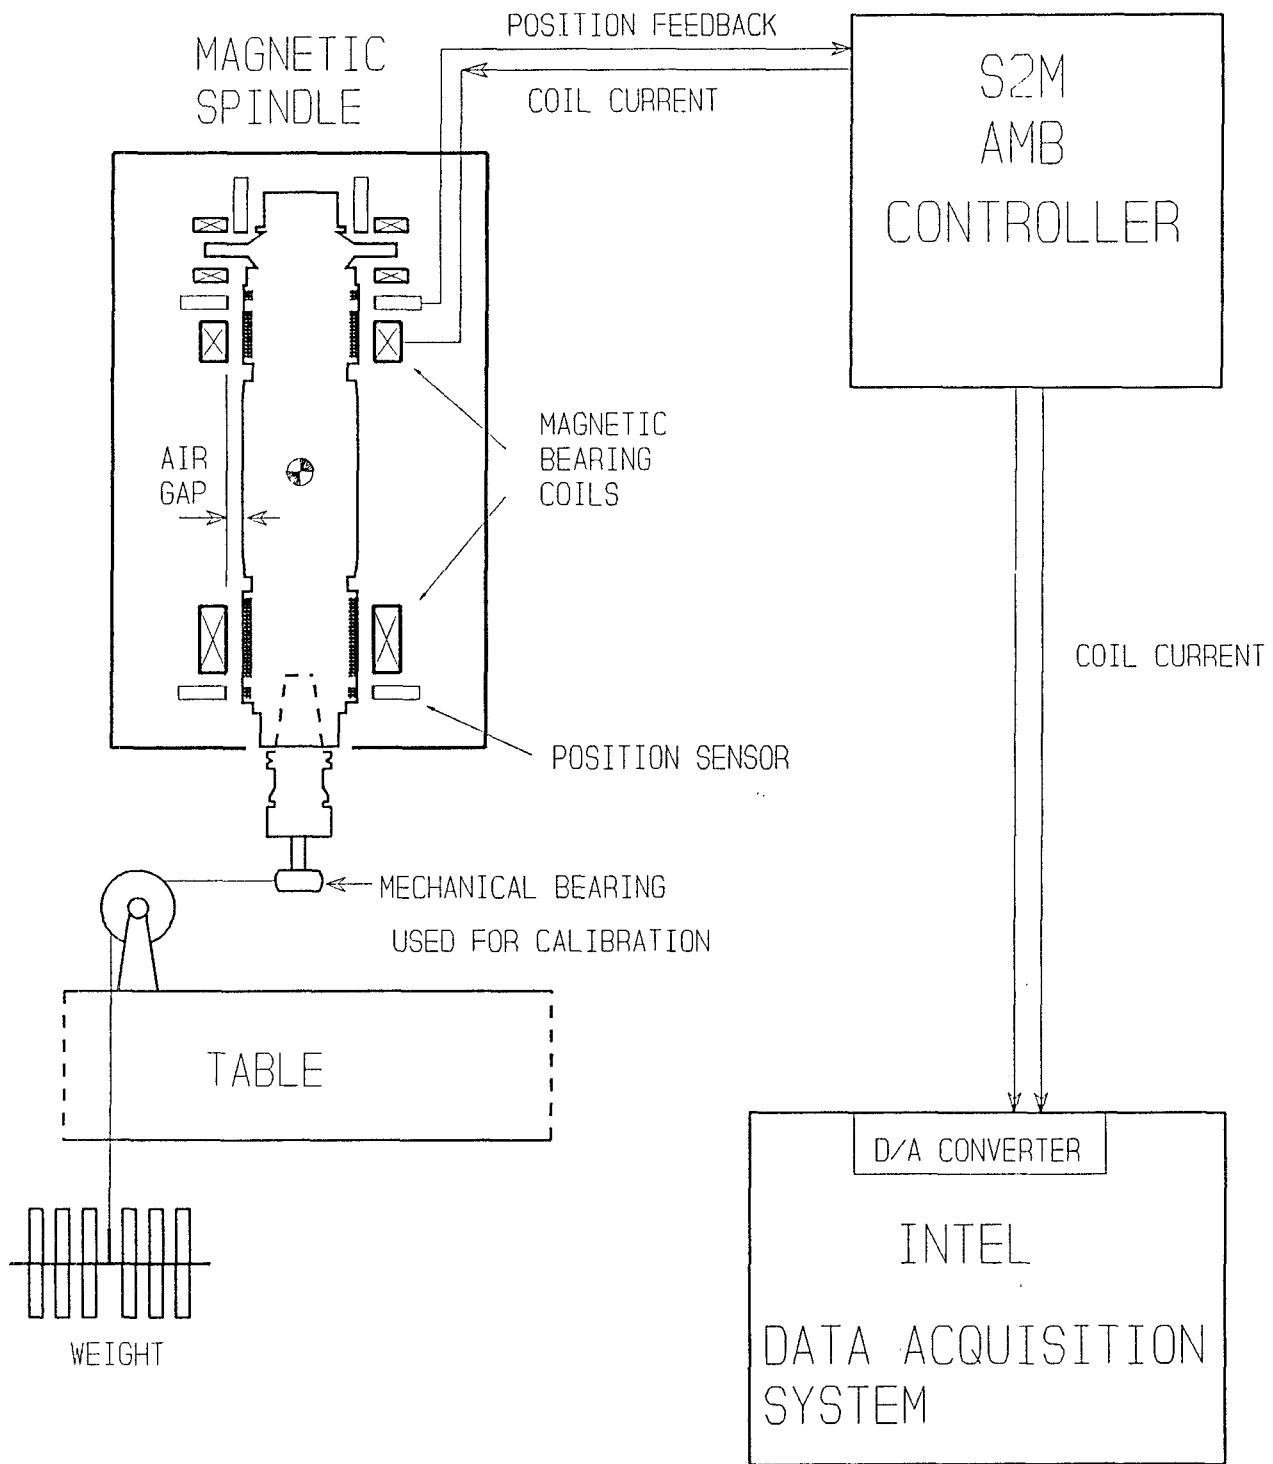 POSITION FEEDBACK
MAGNETIC
SPINDLE
COIL CURRENT
S2M
AMB
CONTROLLER
AIR
GAP
MAGNETIC
BEARING
COILS
COIL CURRENT
POSITION SENSOR
MECHANICAL BEARING
USED FOR CALIBRATION
TABLE
D/A CONVERTER
INTEL
DATA ACQUISITION
SYSTEM
WEIGHT